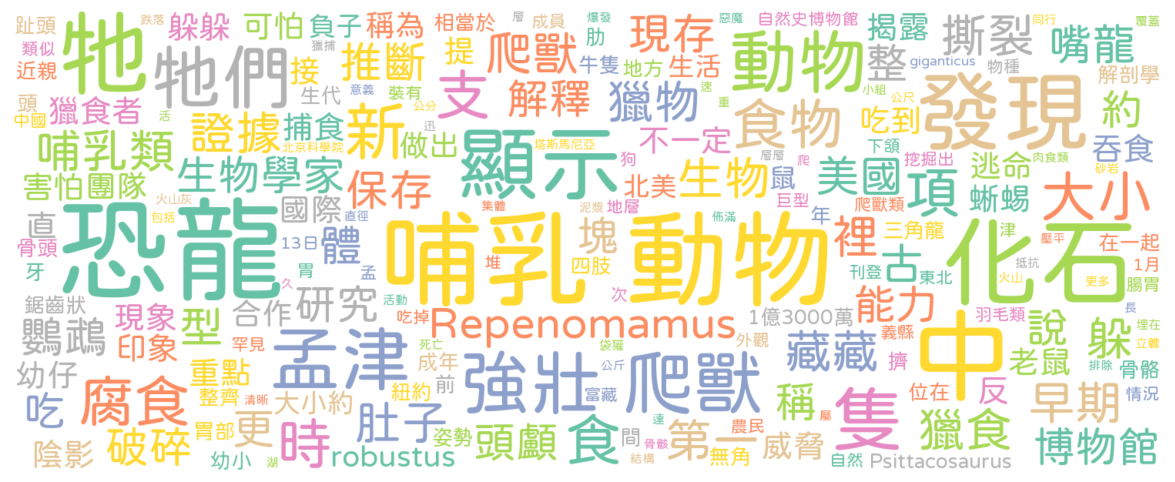 趾頭
跌落
躲躲
可怕
負子
稱為
相當於
層
成員
爆發
肋
現存
惡魔
自然史博物館
揭露
同行
覆蓋
嘴龍
類似
近親
牠
牠們
獵捕
接
推斷
提
爬獸
牛隻
地方
生活
動物
小組
整
giganticus
撕裂
物種
解剖學
頭
中國
獵食者
活
生代
意義
裝有
支
公分
解釋
獵物
速
重
食物
公尺
吃到
發現
約
哺乳類
證據
捕食
北京科學院
新
迅
做出
顯示
塔斯馬尼亞
不一定
層層
爬
下頜
挖掘出
肉食類
逃命
砂岩
吞食
害怕團隊
生物學家
保存
狗
北美
生物
鼠
美國
項
蜥蜴
大小
火山灰
包括
國際
直徑
集體
泥漿
地層
佈滿
巨型
年
爬獸類
直
骨頭
牙
恐龍
13日
體
胃
孟
哺乳動物
塊
四肢
堆
裡
三角龍
刊登
古
東北
化石
津
抵抗
火山
堅平
在一起
1月
更多
腸胃
鋸齒狀
現象
型
合作
研究
久
活動
吃掉
Repenomamus
次
1億3000萬
能力
羽毛類
說
躲
長
埋在
立體
鸚鵡
印象
罕見
孟津
死亡
成年
強壯
爬獸
袋獾
公斤
外觀
藏藏
義縣
擠
中
老鼠
排除
骨骼
幼仔
吃
腐食
重點
整齊
清晰
大小約
紐約
前
富藏
稱
位在
反
早期
情況
陰影
破碎
胃部
幼小
更
湖
時
肚子
robustus
姿勢
頭顱
食
間
結構
骨骸
達
第一
無角
農民
威脅
屬
自然
隻
Psittacosaurus
獵食
博物館